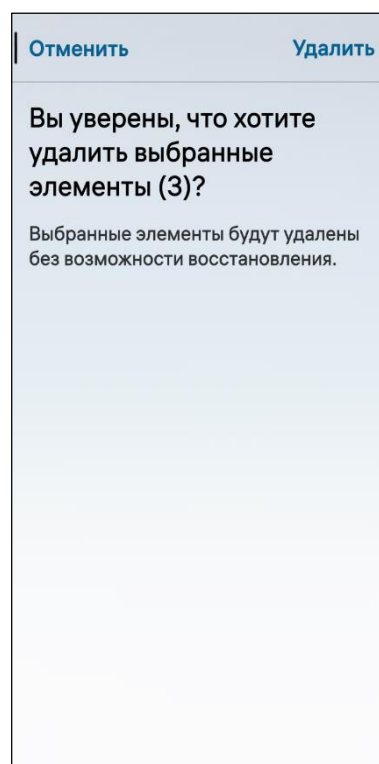 Отменить Удалить
Вы уверены, что хотите
удалить выбранные
элементы (3)?
Выбранные элементы будут удалены
без возможности восстановления.